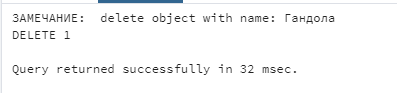 ЗАМЕЧАНИЕ:  delete object with name: Гандола
DELETE 1
Query returned successfully in 32 msec.